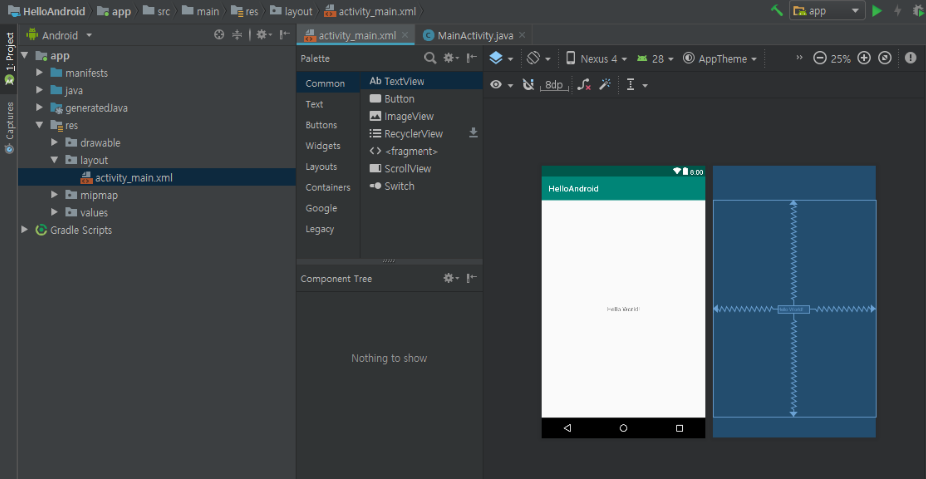 HelloAndroid app src main res layout activity_main.xml app
Android
activity_main.xml MainActivity.java
1: Project
Captures
app
manifests
java
generatedJava
res
drawable
layout
activity_main.xml
mipmap
values
Gradle Scripts
Palette
Common
Text
Buttons
Widgets
Layouts
Containers
Google
Legacy
Ab TextView
Button
ImageView
RecyclerView
<fragment>
ScrollView
Switch
Component Tree
Nothing to show
Nexus 4 28 AppTheme » 25%
8dp
8:00
HelloAndroid
Hello World!